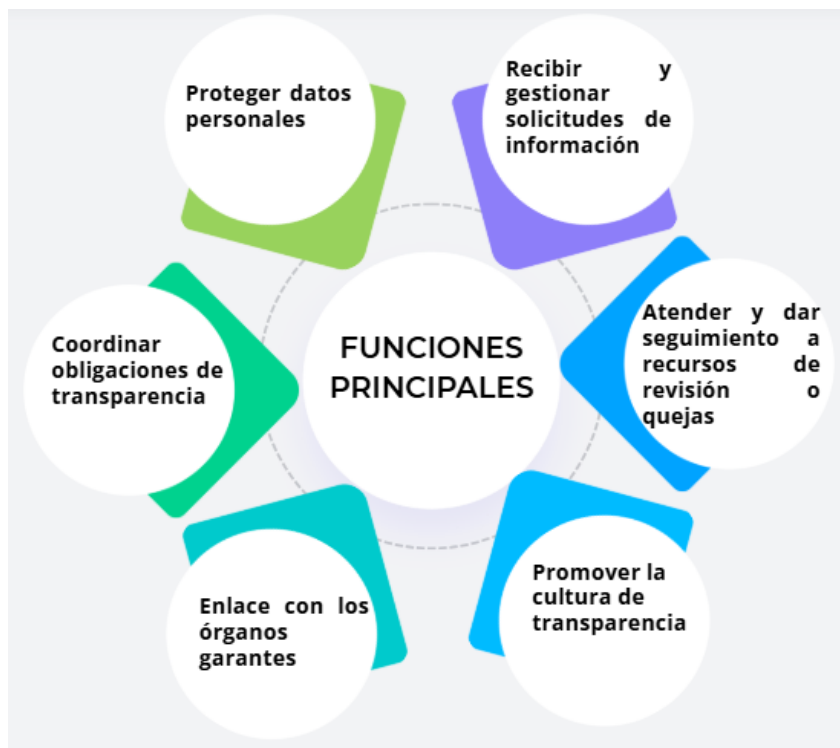 Proteger datos
personales
Recibir y
gestionar
solicitudes de
información
Coordinar
obligaciones de
transparencia
FUNCIONES
PRINCIPALES
Atender y dar
seguimiento a
recursos de
revisión o
quejas
Enlace con los
órganos
garantes
Promover la
cultura de
transparencia